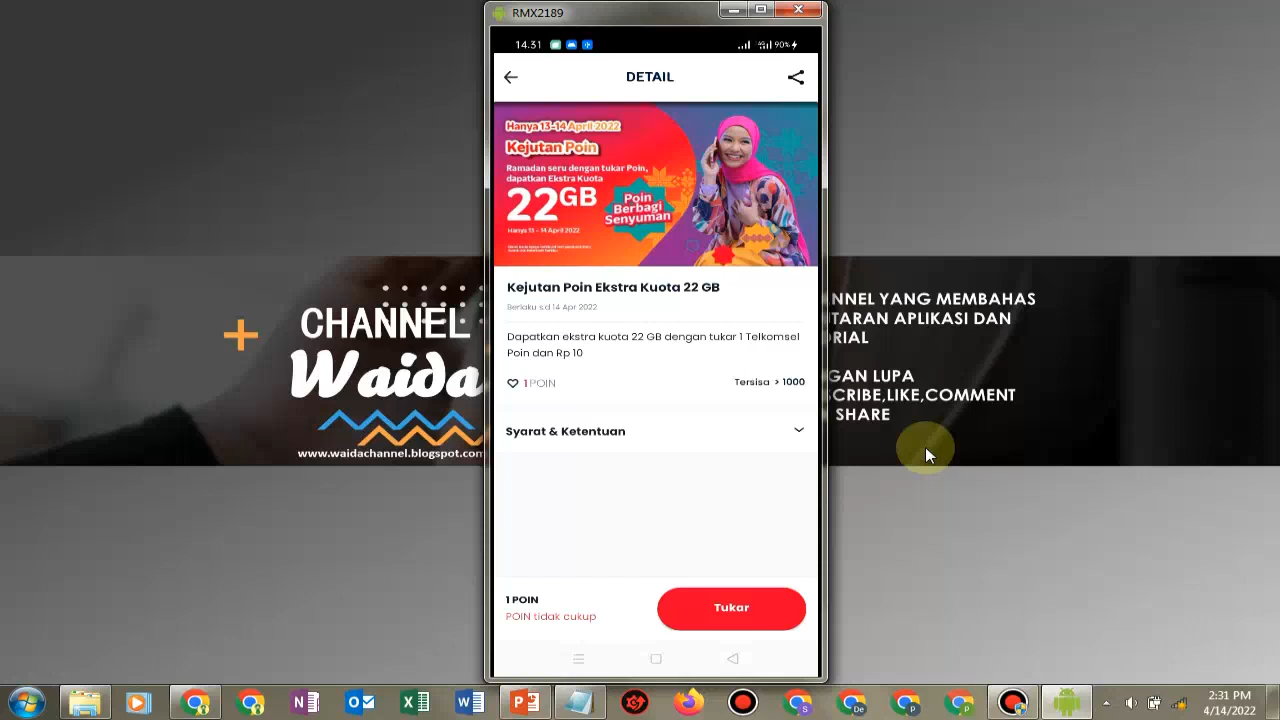 RMX2189
14.31
90%
DETAIL
Hanya 13-14 April 2022
Kejutan Poin
Ramadan seru dengan tukar Poin,
dapatkan Ekstra Kuota
22GB
Poin
Berbagi
Senyuman
Hanya 13 - 14 April 2022
Kejutan Poin Ekstra Kuota 22 GB
Berlaku s.d 14 Apr 2022
Dapatkan ekstra kuota 22 GB dengan tukar 1 Telkomsel
Poin dan Rp 10
1 POIN
Tersisa > 1000
Syarat & Ketentuan
1 POIN
POIN tidak cukup
Tukar
CHANNEL
Waida
www.waidachannel.blogspot.com
NNEL YANG MEMBAHAS
TARAN APLIKASI DAN
ORIAL
GAN LUPA
SCRIBE,LIKE,COMMENT
SHARE
2:31 PM
4/14/2022